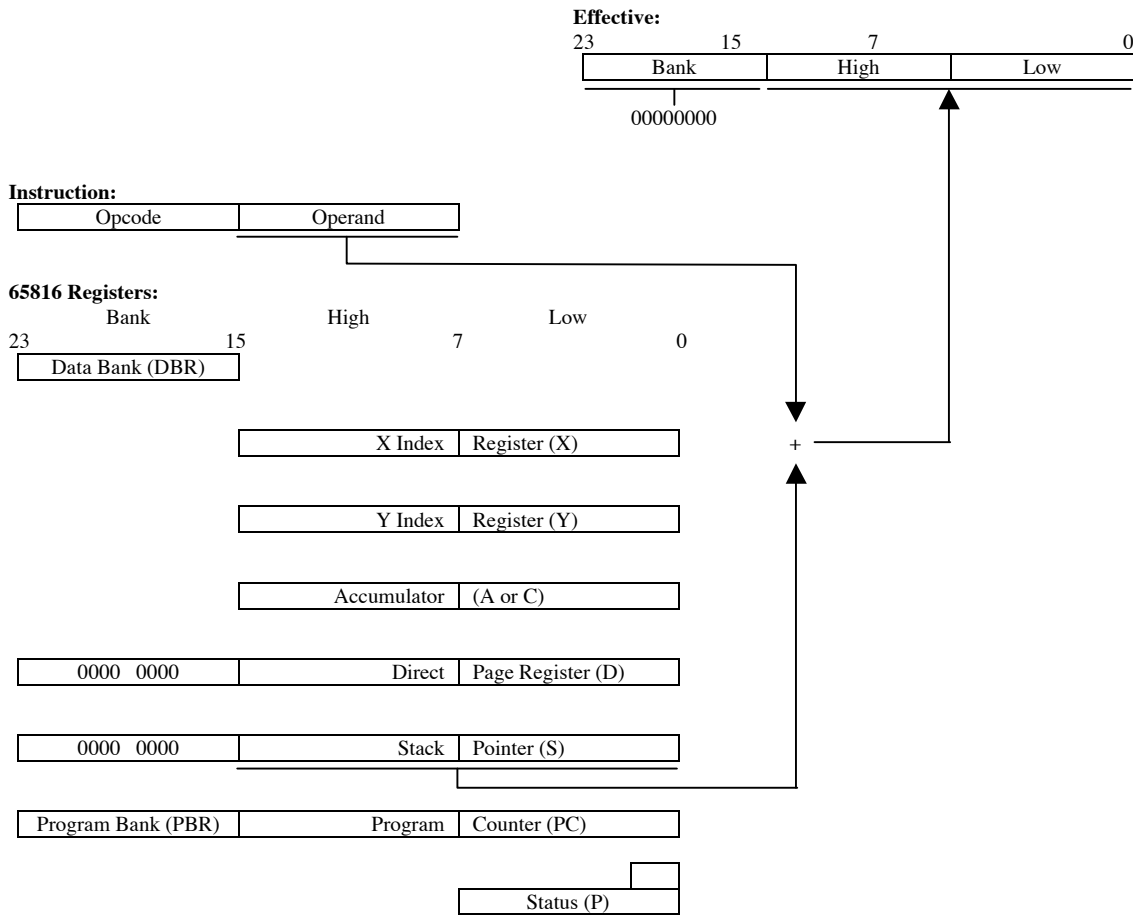 Effective:
23 15 7 0
Bank High Low
00000000
Instruction:
Opcode Operand
65816 Registers:
Bank High Low
23 15 7 0
Data Bank (DBR)
X Index Register (X)
+
Y Index Register (Y)
Accumulator (A or C)
0000 0000 Direct Page Register (D)
0000 0000 Stack Pointer (S)
Program Bank (PBR) Program Counter (PC)
Status (P)